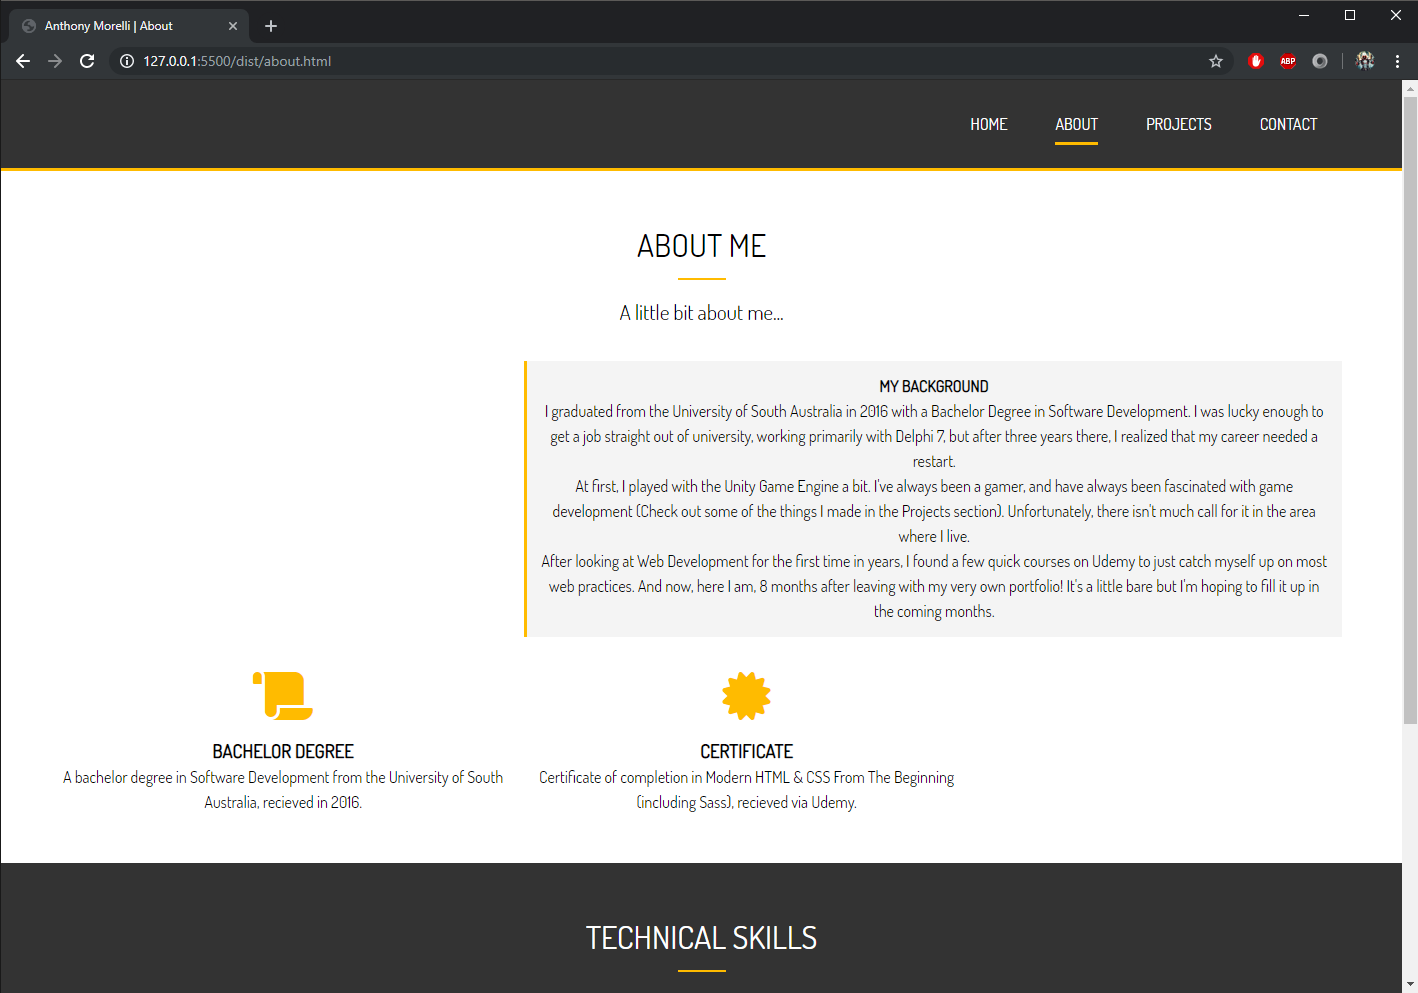 Anthony Morelli | About
127.0.0.1:5500/dist/about.html
ABP
HOME ABOUT PROJECTS CONTACT
ABOUT ME
A little bit about me...
MY BACKGROUND
I graduated from the University of South Australia in 2016 with a Bachelor Degree in Software Development. I was lucky enough to
get a job straight out of university, working primarily with Delphi 7, but after three years there, I realized that my career needed a
restart.
At first, I played with the Unity Game Engine a bit. I've always been a gamer, and have always been fascinated with game
development (Check out some of the things I made in the Projects section). Unfortunately, there isn't much call for it in the area
where I live.
After looking at Web Development for the first time in years, I found a few quick courses on Udemy to just catch myself up on most
web practices. And now, here I am, 8 months after leaving with my very own portfolio! It's a little bare but I'm hoping to fill it up in
the coming months.
BACHELOR DEGREE
A bachelor degree in Software Development from the University of South
Australia, recieved in 2016.
CERTIFICATE
Certificate of completion in Modern HTML & CSS From The Beginning
(including Sass), recieved via Udemy.
TECHNICAL SKILLS